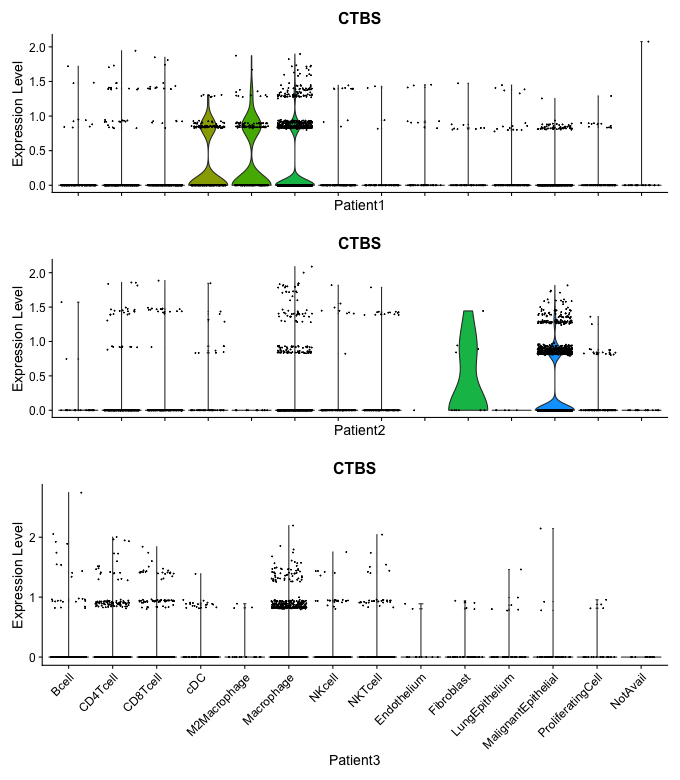 CTBS
Expression Level
2.0
1.5
1.0
0.5
0.0
Patient1
CTBS
Expression Level
2.0
1.5
1.0
0.5
0.0
Patient2
CTBS
Expression Level
2
1
0
Bcell
CD4Tcell
CD8Tcell
cDC
M2Macrophage
Macrophage
NKcell
NKTcell
Endothelium
Fibroblast
LungEpithelium
MalignantEpithelial
ProliferatingCell
NotAvail
Patient3